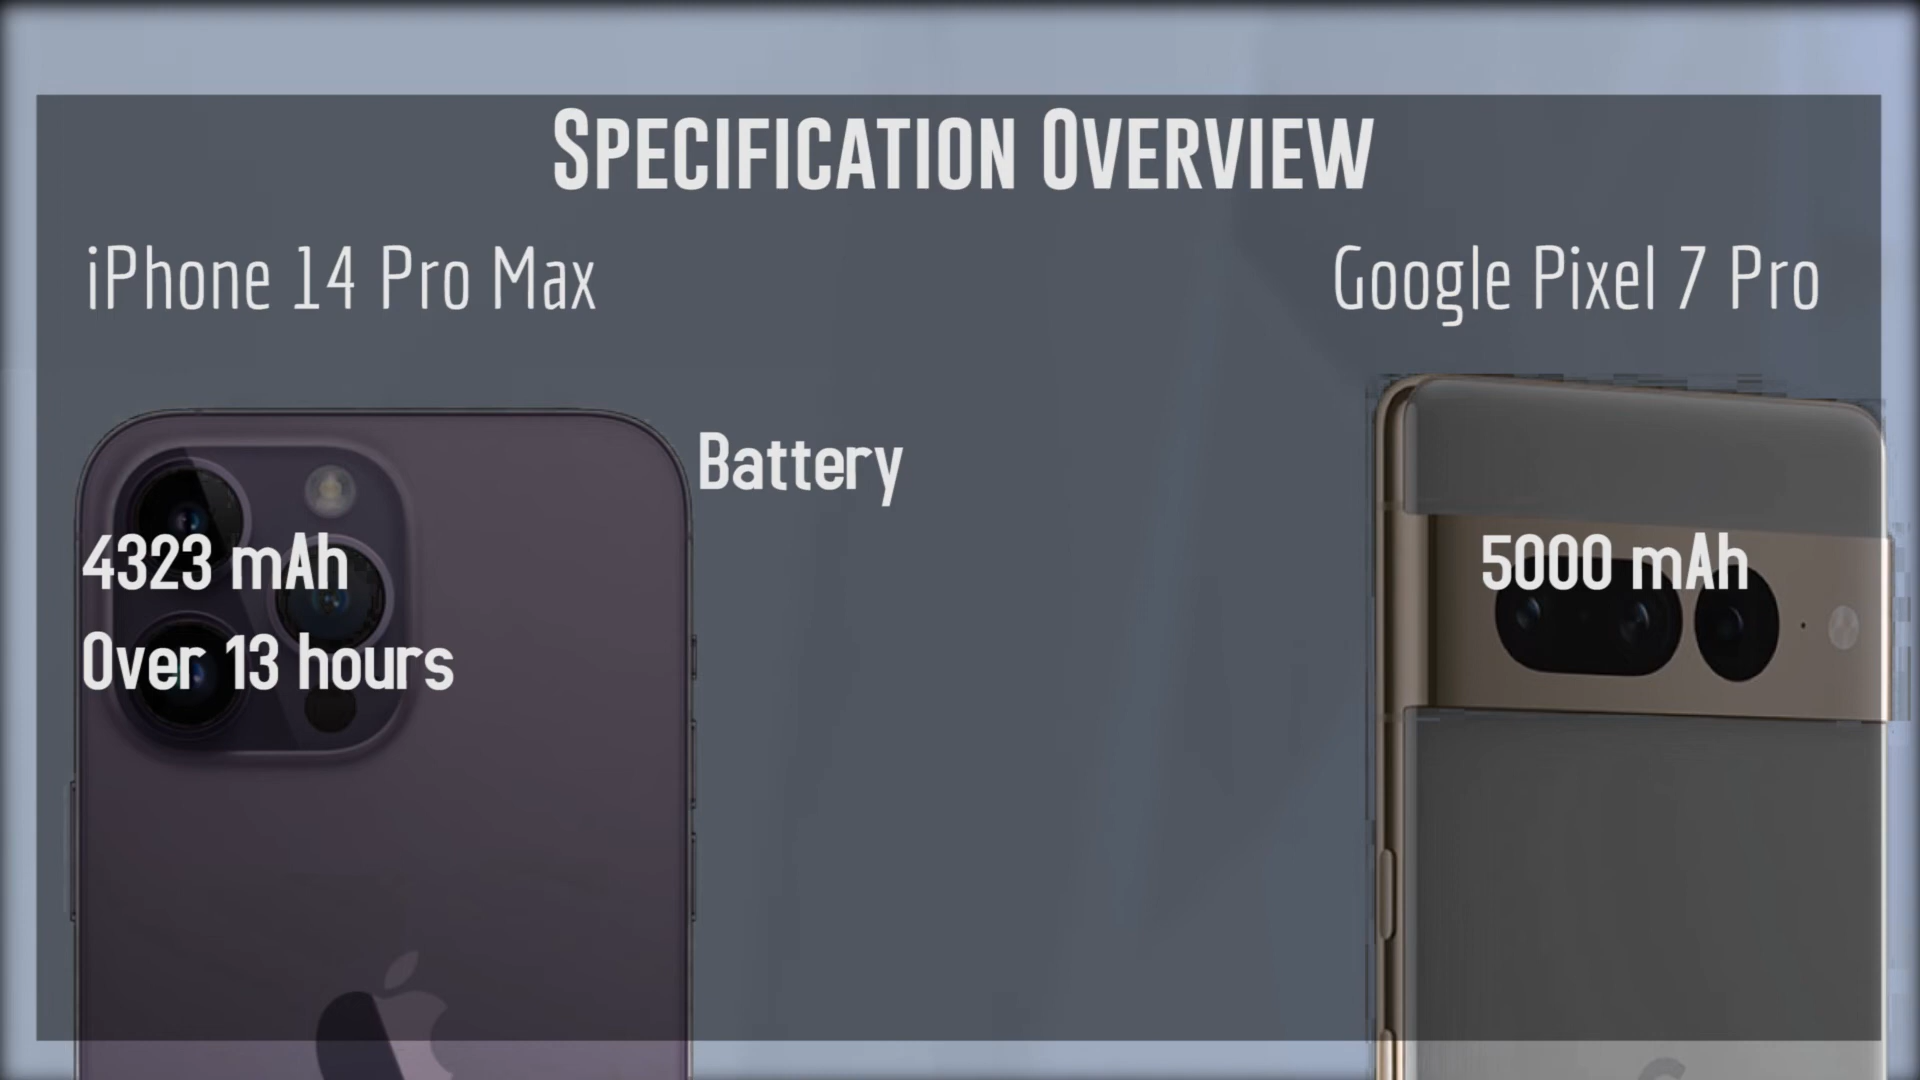 SPECIFICATION OVERVIEW
iPhone 14 Pro Max
Google Pixel 7 Pro
Battery
4323 mAh
5000 mAh
Over 13 hours